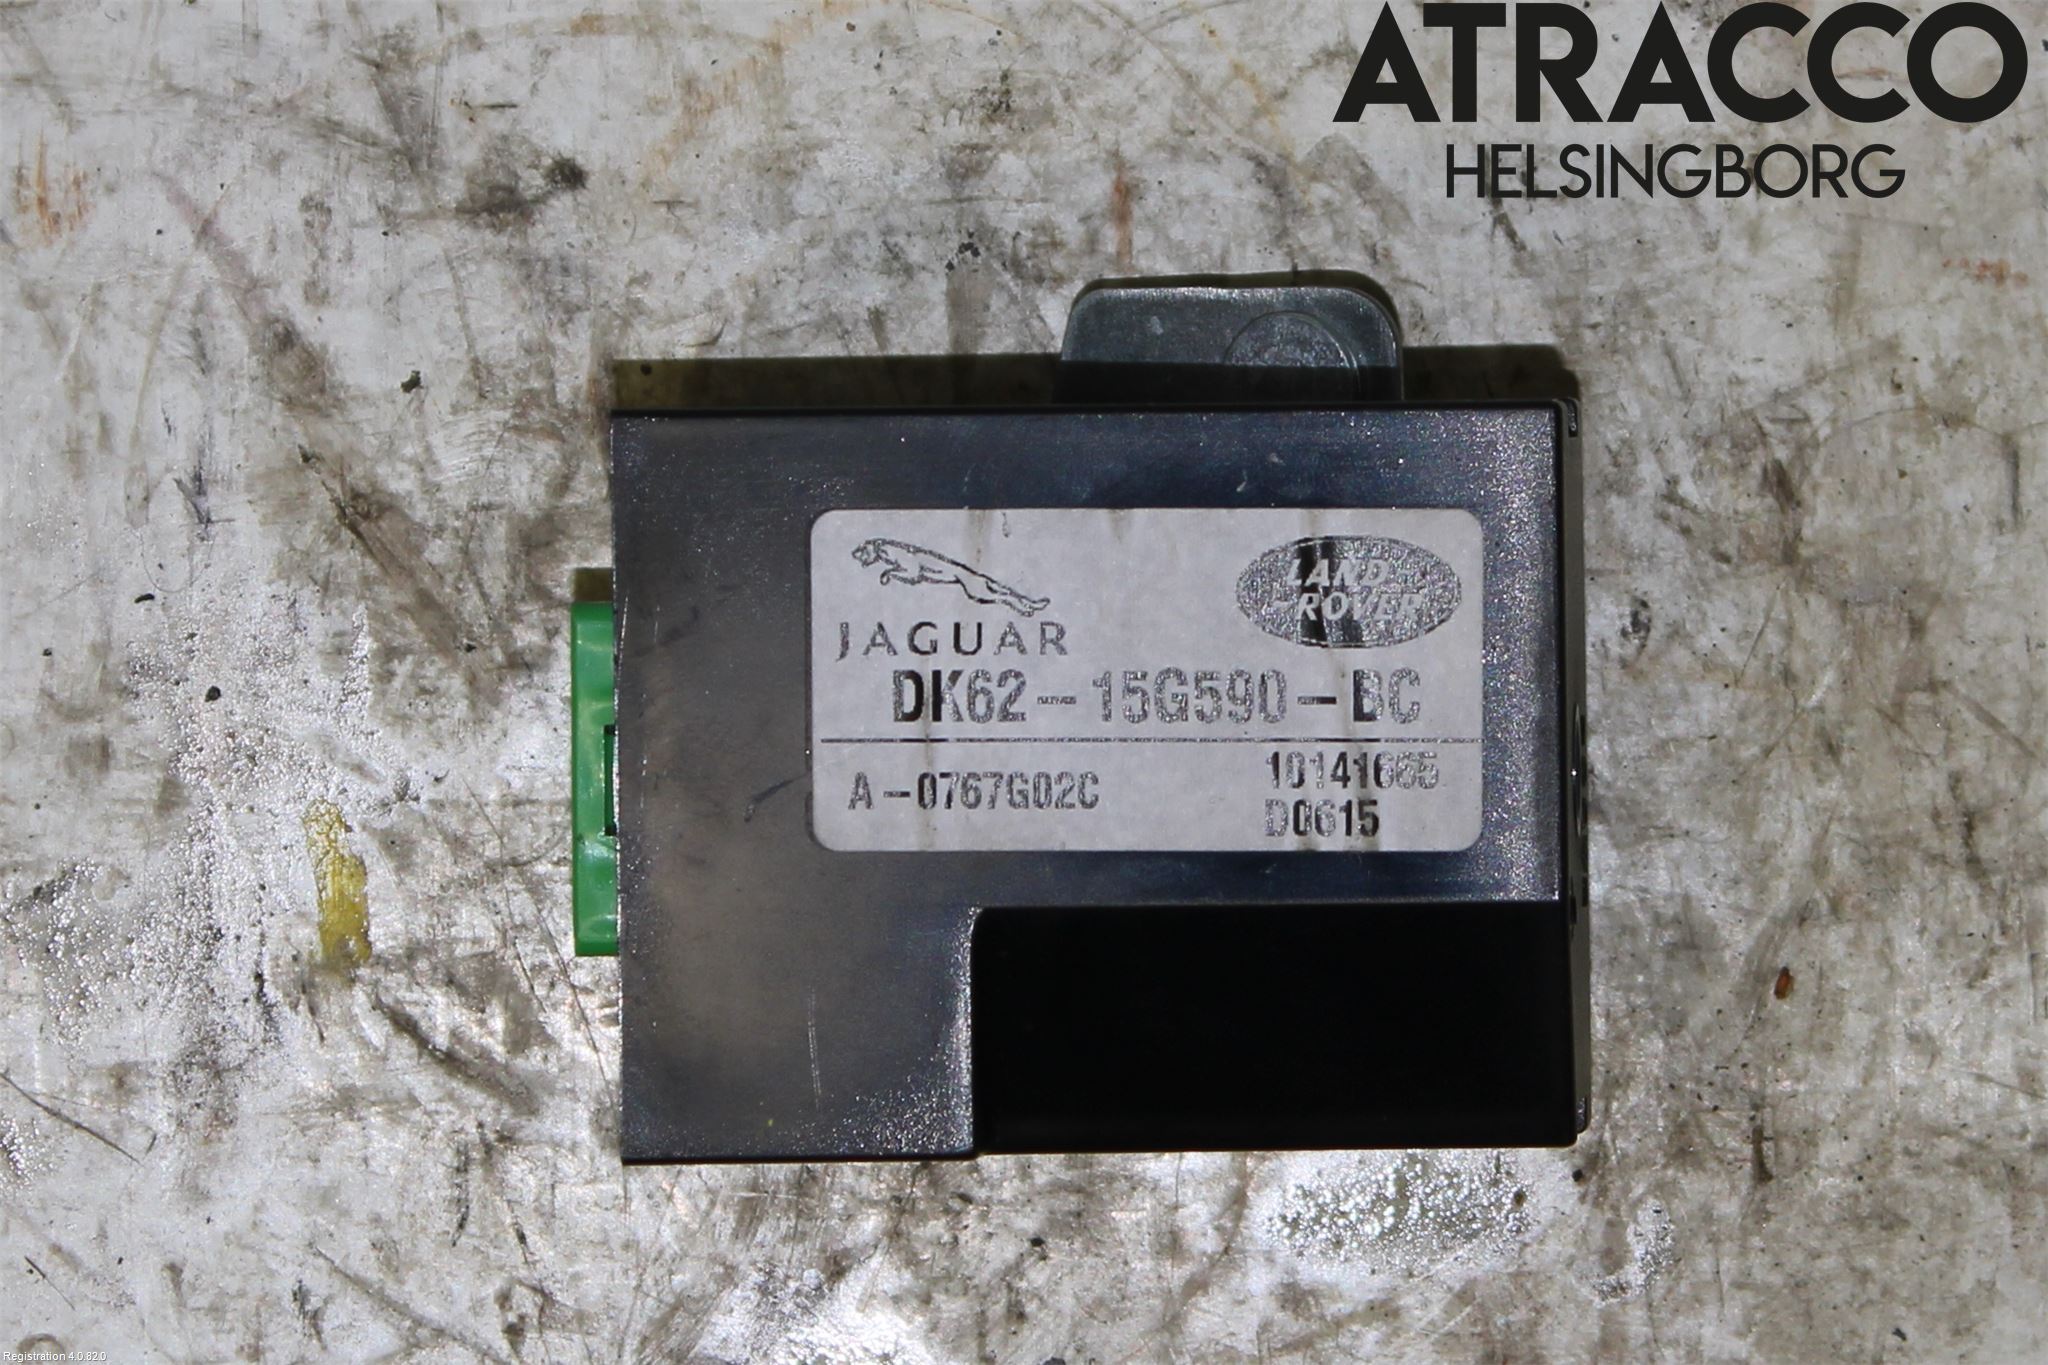 ATRACCO
HELSINGBORG
LAND
-ROVER
JAGUAR
DK62-15G590-BC
A-0767G02C
10141665
D0615
Registration 4.0.82.0